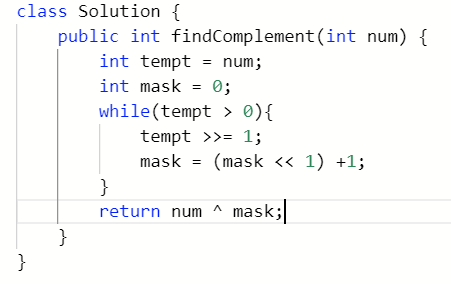 class Solution {
    public int findComplement(int num) {
        int tempt = num;
        int mask = 0;
        while(tempt > 0){
            tempt >>= 1;
            mask = (mask << 1) +1;
        }
        return num ^ mask;
    }
}